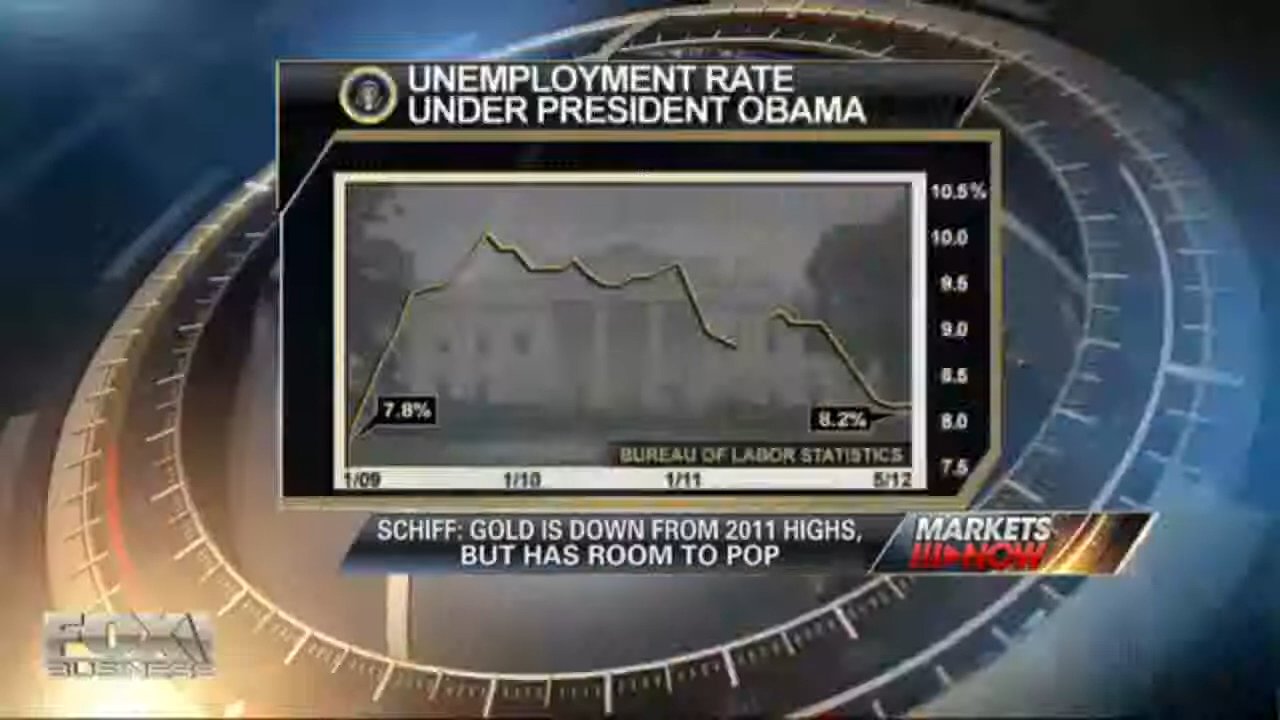 UNEMPLOYMENT RATE
UNDER PRESIDENT OBAMA
10.5%
10.0
9.5
9.0
8.5
8.0
7.5
7.8%
8.2%
BUREAU OF LABOR STATISTICS
1/09 1/10 1/11 5/12
SCHIFF: GOLD IS DOWN FROM 2011 HIGHS,
BUT HAS ROOM TO POP
MARKETS
NOW
FOX
BUSINESS